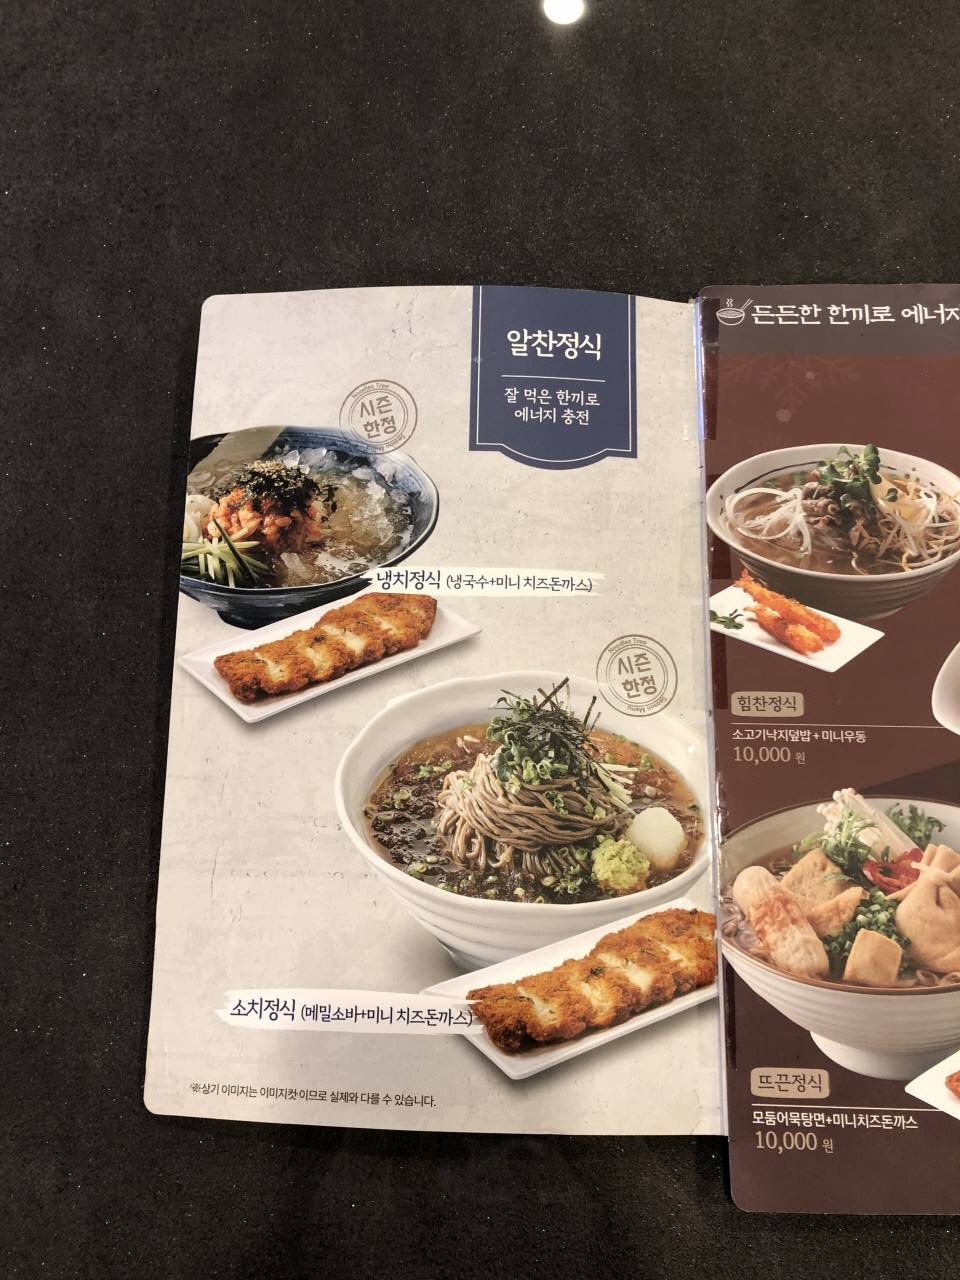 알찬정식
잘 먹은 한끼로
에너지 충전
Noodles Tree
시즌
한정
Season Menu
냉치정식 (냉국수+미니 치즈돈까스)
Noodles Tree
시즌
한정
Season Menu
소치정식 (메밀소바+미니 치즈돈까스)
※상기 이미지는 이미지컷 이므로 실제와 다를 수 있습니다.
든든한 한끼로 에너지
힘찬정식
소고기낙지덮밥+미니우동
10,000 원
뜨끈정식
모둠어묵탕면+미니치즈돈까스
10,000 원